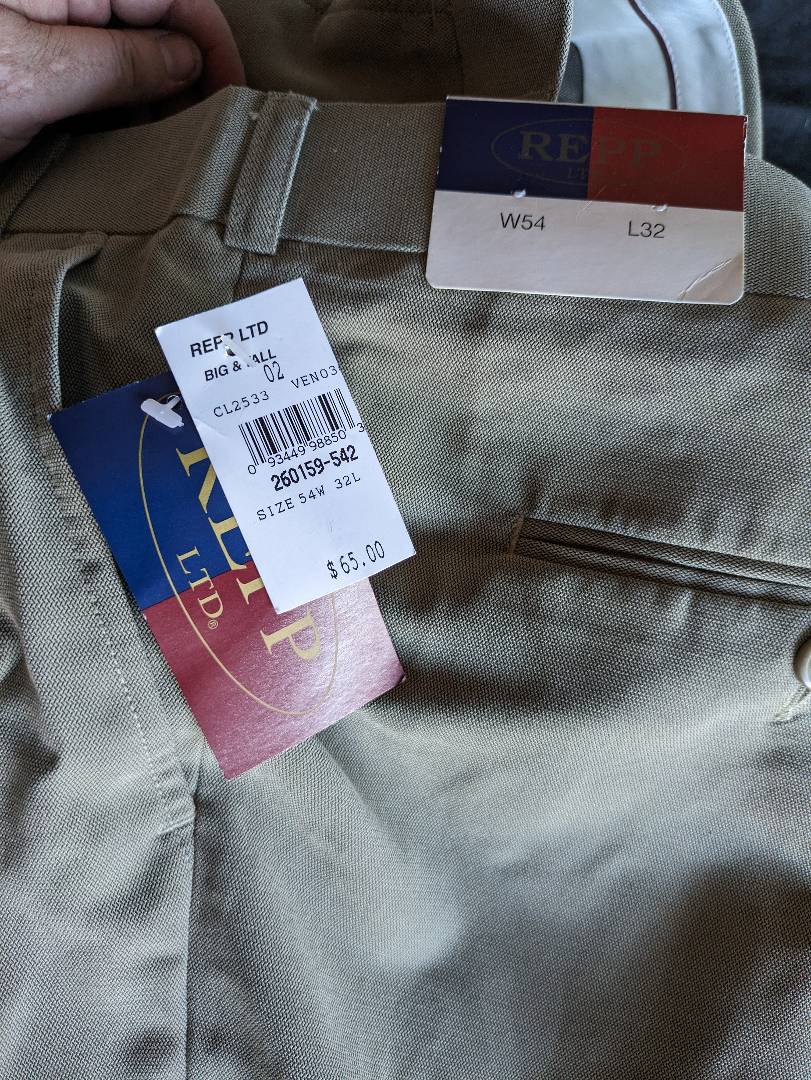 REPP
LTD
W54 L32
REPP LTD
BIG & TALL
02
CL2533 VEN03
0 93449 98850 3
260159-542
SIZE 54W 32L
$65.00
REPP
LTD®